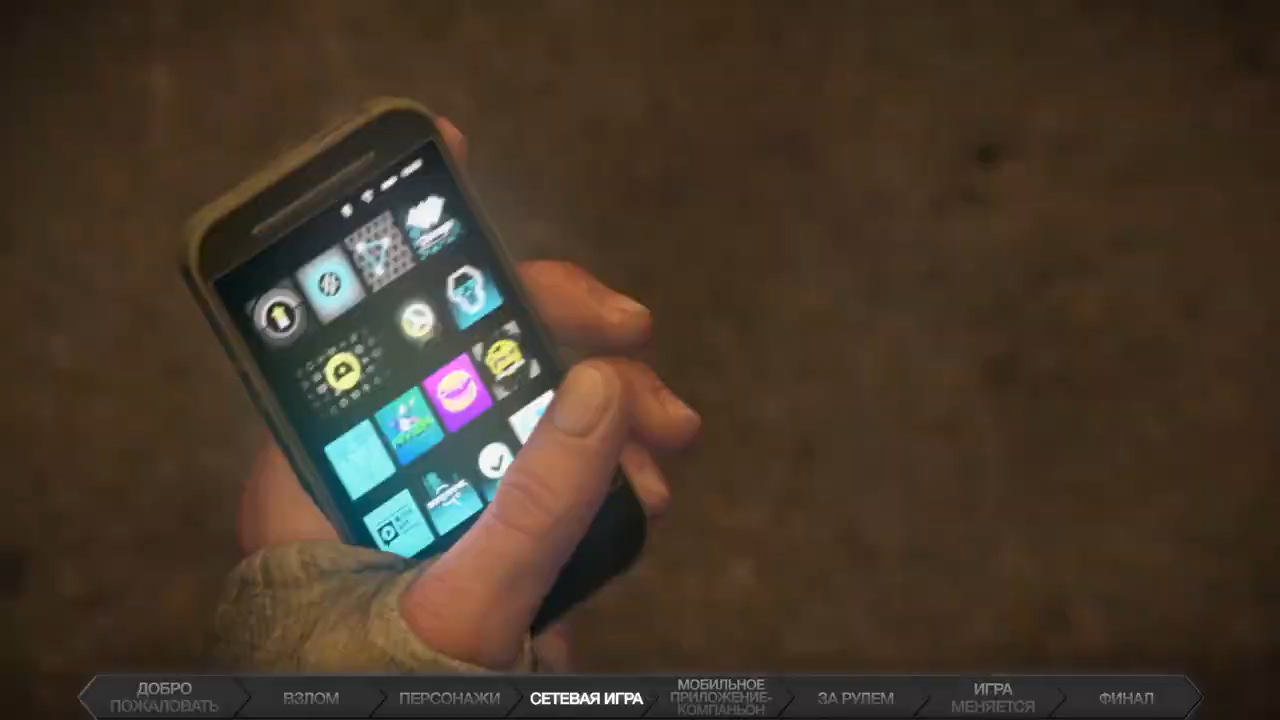 ДОБРО
ПОЖАЛОВАТЬ
ВЗЛОМ
ПЕРСОНАЖИ
СЕТЕВАЯ ИГРА
МОБИЛЬНОЕ
ПРИЛОЖЕНИЕ-
КОМПАНЬОН
ЗА РУЛЕМ
ИГРА
МЕНЯЕТСЯ
ФИНАЛ